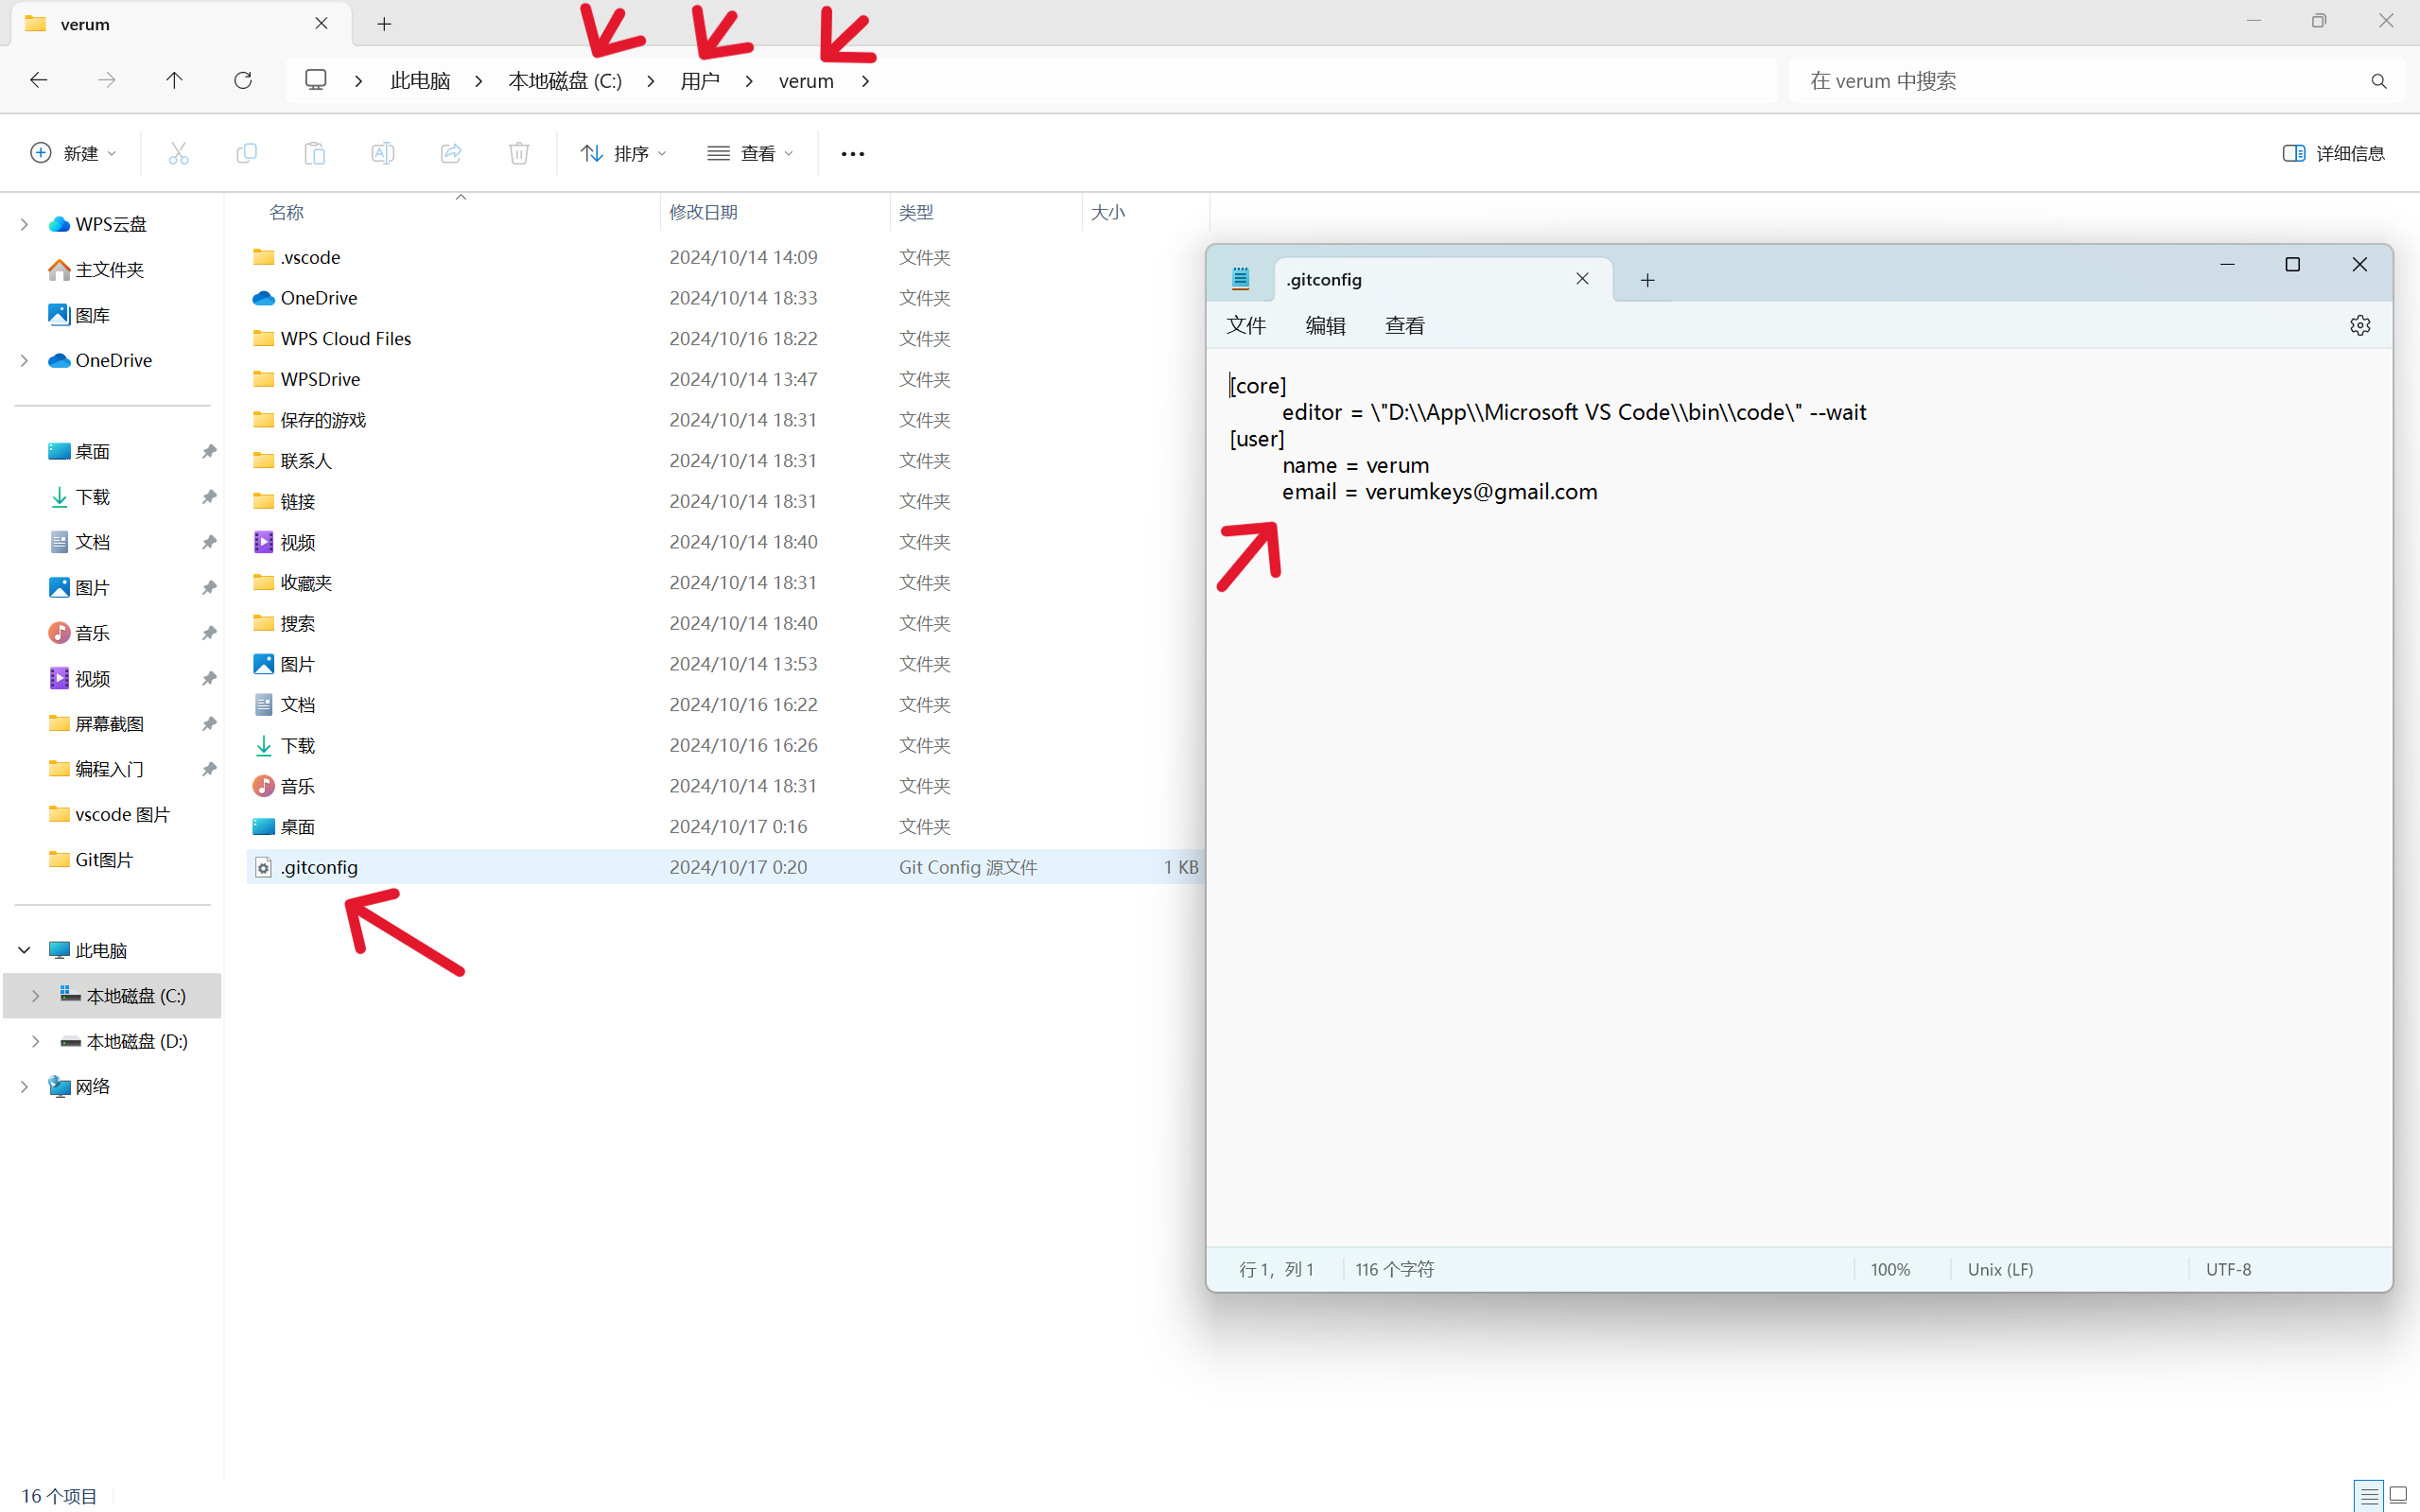 verum
此电脑 本地磁盘 (C:) 用户 verum
在 verum 中搜索
新建 排序 查看 详细信息
WPS云盘
主文件夹
图库
OneDrive
桌面
下载
文档
图片
音乐
视频
屏幕截图
编程入门
vscode 图片
Git图片
此电脑
本地磁盘 (C:)
本地磁盘 (D:)
网络
名称 修改日期 类型 大小
.vscode 2024/10/14 14:09 文件夹
OneDrive 2024/10/14 18:33 文件夹
WPS Cloud Files 2024/10/16 18:22 文件夹
WPSDrive 2024/10/14 13:47 文件夹
保存的游戏 2024/10/14 18:31 文件夹
联系人 2024/10/14 18:31 文件夹
链接 2024/10/14 18:31 文件夹
视频 2024/10/14 18:40 文件夹
收藏夹 2024/10/14 18:31 文件夹
搜索 2024/10/14 18:40 文件夹
图片 2024/10/14 13:53 文件夹
文档 2024/10/16 16:22 文件夹
下载 2024/10/16 16:26 文件夹
音乐 2024/10/14 18:31 文件夹
桌面 2024/10/17 0:16 文件夹
.gitconfig 2024/10/17 0:20 Git Config 源文件 1 KB
.gitconfig
文件 编辑 查看
[core]
editor = \"D:\\App\\Microsoft VS Code\\bin\\code\" --wait
[user]
name = verum
email = verumkeys@gmail.com
行 1，列 1 116 个字符 100% Unix (LF) UTF-8
16 个项目